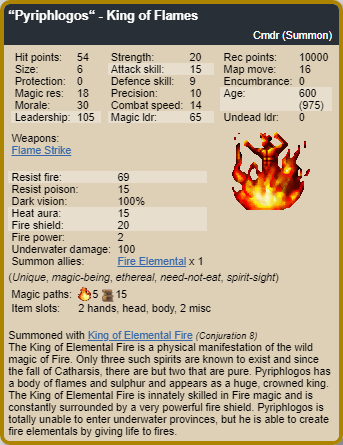 “Pyriphlogos“ - King of Flames
Cmdr (Summon)
Hit points: 54 Strength: 20 Rec points: 10000
Size: 6 Attack skill: 15 Map move: 16
Protection: 0 Defence skill: 9 Encumbrance: 0
Magic res: 18 Precision: 10 Age: 600
Morale: 30 Combat speed: 14 (975)
Leadership: 105 Magic ldr: 65 Undead ldr: 0
Weapons:
Flame Strike
Resist fire: 69
Resist poison: 15
Dark vision: 100%
Heat aura: 15
Fire shield: 20
Fire power: 2
Underwater damage: 100
Summon allies: Fire Elemental x 1
(Unique, magic-being, ethereal, need-not-eat, spirit-sight)
Magic paths: 5 15
Item slots: 2 hands, head, body, 2 misc
Summoned with King of Elemental Fire (Conjuration 8)
The King of Elemental Fire is a physical manifestation of the wild
magic of Fire. Only three such spirits are known to exist and since
the fall of Catharsis, there are but two that are pure. Pyriphlogos has
a body of flames and sulphur and appears as a huge, crowned king.
The King of Elemental Fire is innately skilled in Fire magic and is
constantly surrounded by a very powerful fire shield. Pyriphlogos is
totally unable to enter underwater provinces, but he is able to create
fire elementals by giving life to fires.